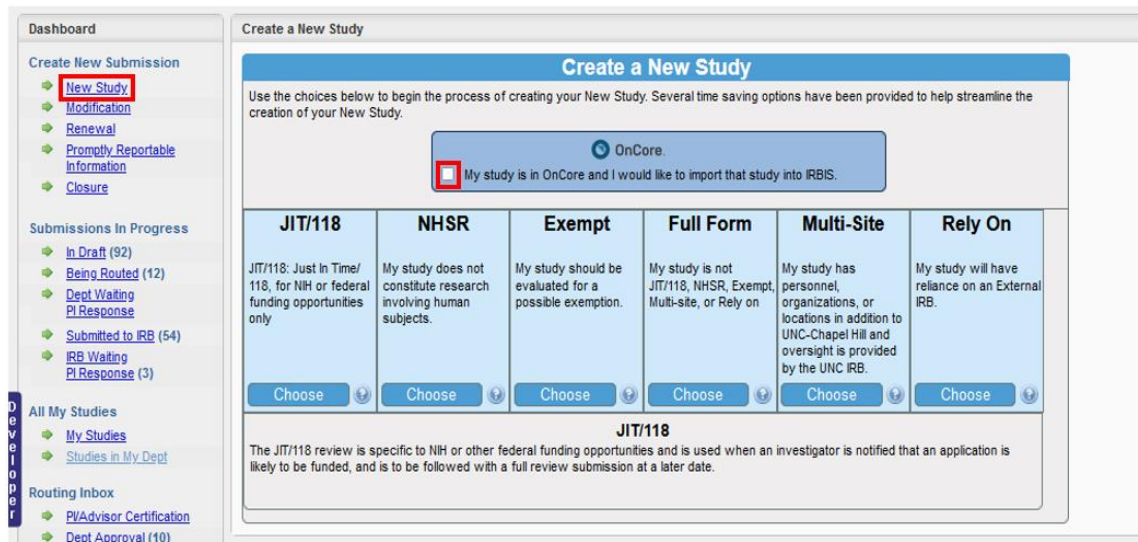 Dashboard
Create New Submission
New Study
Modification
Renewal
Promptly Reportable
Information
Closure
Submissions In Progress
In Draft (92)
Being Routed (12)
Dept Waiting
PI Response
Submitted to IRB (54)
IRB Waiting
PI Response (3)
All My Studies
My Studies
Studies in My Dept
Routing Inbox
PI/Advisor Certification
Dept Approval (10)
Developer
Create a New Study
Create a New Study
Use the choices below to begin the process of creating your New Study. Several time saving options have been provided to help streamline the
creation of your New Study.
OnCore.
My study is in OnCore and I would like to import that study into IRBIS.
JIT/118
JIT/118: Just In Time/
118, for NIH or federal
funding opportunities
only
Choose
NHSR
My study does not
constitute research
involving human
subjects.
Choose
Exempt
My study should be
evaluated for a
possible exemption.
Choose
Full Form
My study is not
JIT/118, NHSR, Exempt,
Multi-site, or Rely on
Choose
Multi-Site
My study has
personnel,
organizations, or
locations in addition to
UNC-Chapel Hill and
oversight is provided
by the UNC IRB.
Choose
Rely On
My study will have
reliance on an External
IRB.
Choose
JIT/118
The JIT/118 review is specific to NIH or other federal funding opportunities and is used when an investigator is notified that an application is
likely to be funded, and is to be followed with a full review submission at a later date.